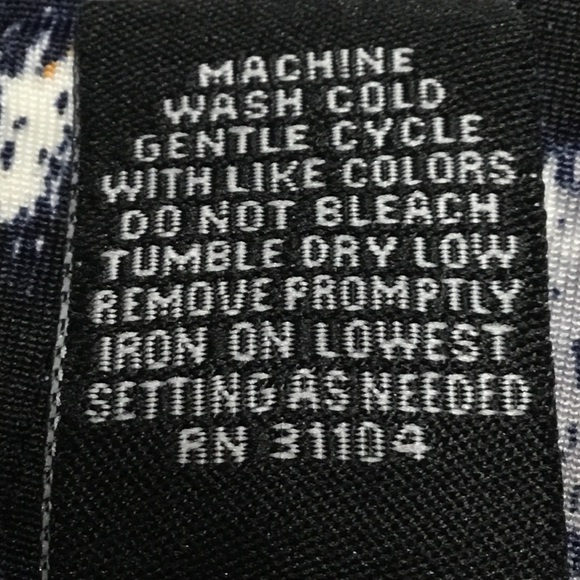 MACHINE
WASH COLD
GENTLE CYCLE
WITH LIKE COLORS
DO NOT BLEACH
TUMBLE DRY LOW
REMOVE PROMPTLY
IRON ON LOWEST
SETTING AS NEEDED
RN 31104